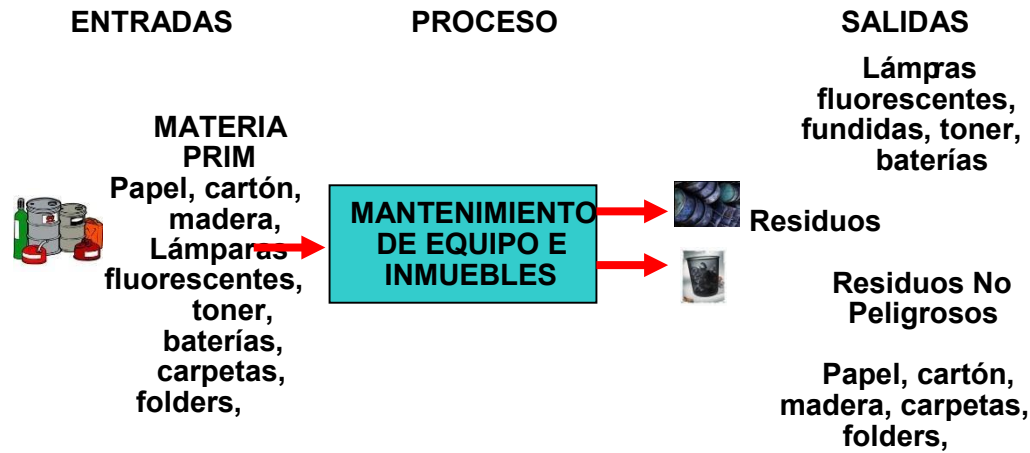 ENTRADAS
PROCESO
SALIDAS
MATERIA
PRIM
Papel, cartón,
madera,
Lámparas
fluorescentes,
toner,
baterías,
carpetas,
folders,
MANTENIMIENTO
DE EQUIPO E
INMUEBLES
Lámpras
fluorescentes,
fundidas, toner,
baterías
Residuos
Residuos No
Peligrosos
Papel, cartón,
madera, carpetas,
folders,